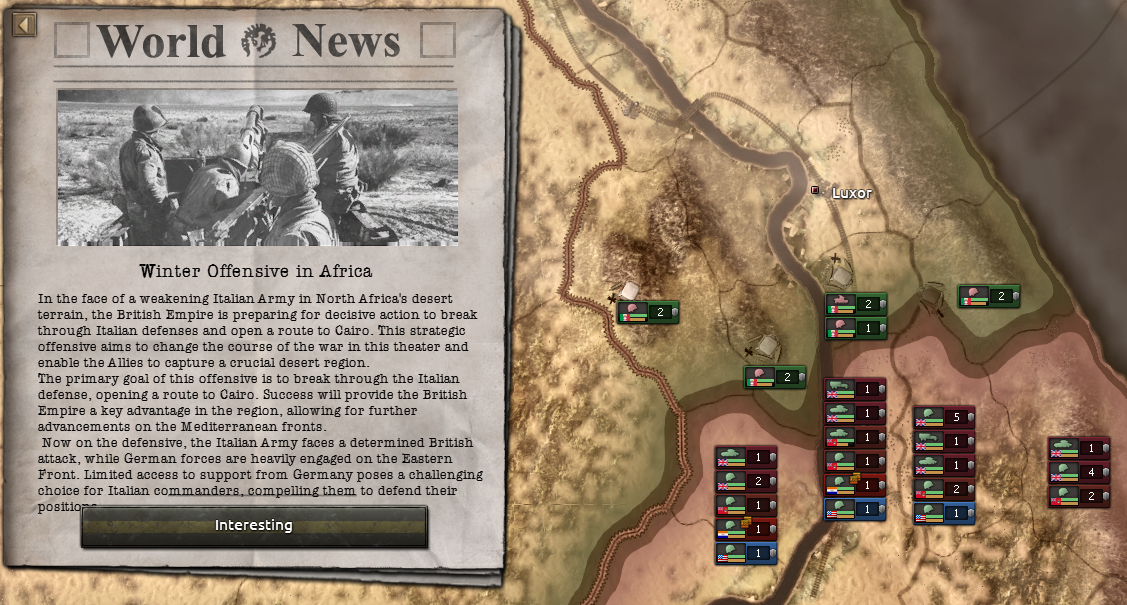 World News
Winter Offensive in Africa
In the face of a weakening Italian Army in North Africa's desert
terrain, the British Empire is preparing for decisive action to break
through Italian defenses and open a route to Cairo. This strategic
offensive aims to change the course of the war in this theater and
enable the Allies to capture a crucial desert region.
The primary goal of this offensive is to break through the Italian
defense, opening a route to Cairo. Success will provide the British
Empire a key advantage in the region, allowing for further
advancements on the Mediterranean fronts.
Now on the defensive, the Italian Army faces a determined British
attack, while German forces are heavily engaged on the Eastern
Front. Limited access to support from Germany poses a challenging
choice for Italian commanders, compelling them to defend their
positions
Interesting
Luxor
2
2
2
1
2
1
1
1
1
1
1
1
2
1
1
1
5
1
1
2
1
1
4
2